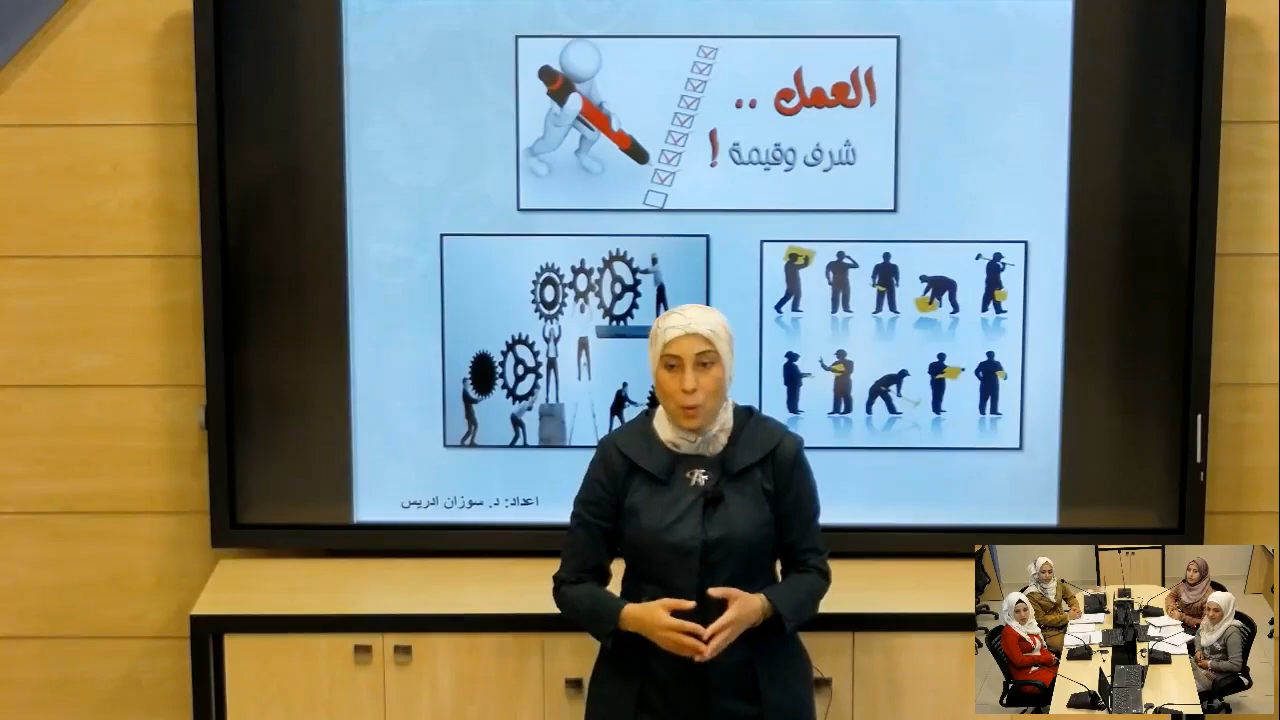 العمل ..
شرف وقيمة !
اعداد: د. سوزان ادريس